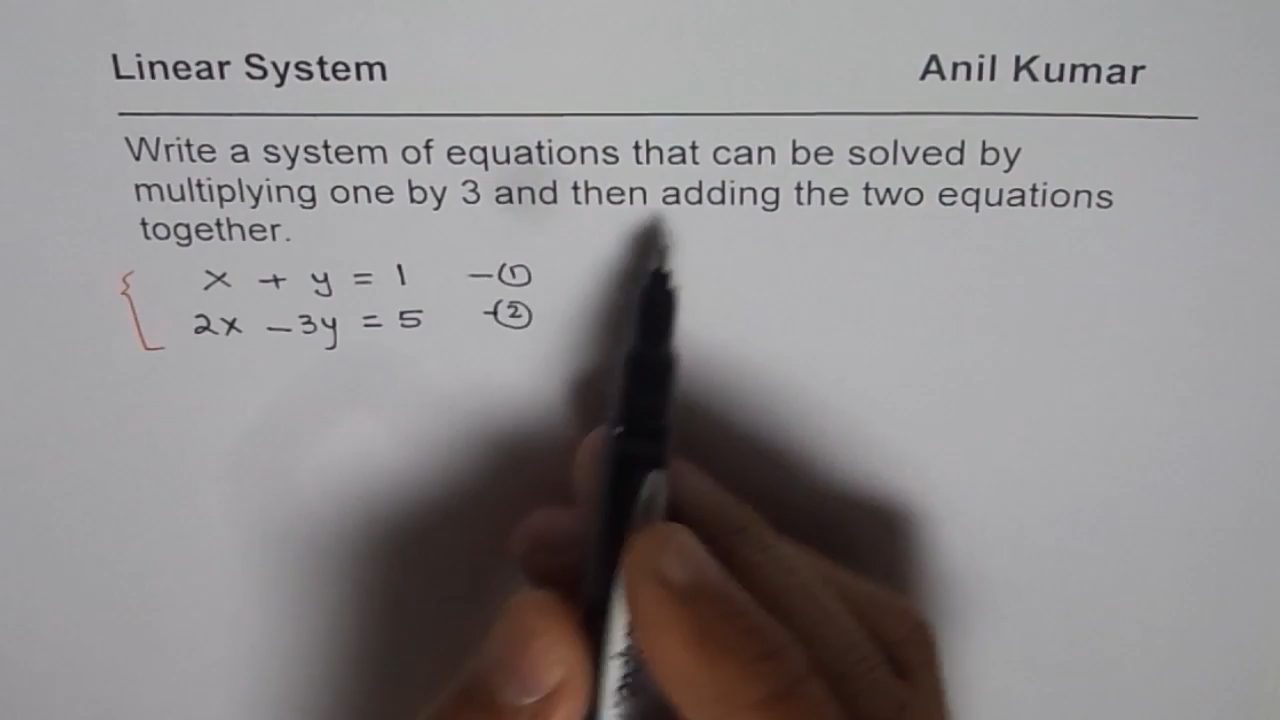 Linear System Anil Kumar
Write a system of equations that can be solved by
multiplying one by 3 and then adding the two equations
together.
x + y = 1 -①
2x - 3y = 5 -②